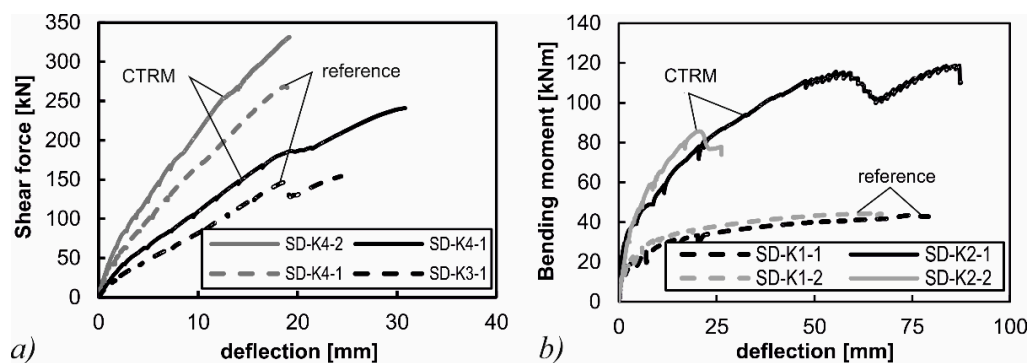 350
300
250
200
150
100
50
0
Shear force [kN]
CTRM
reference
SD-K4-2
SD-K4-1
SD-K4-1
SD-K3-1
0
10
20
30
40
deflection [mm]
a)
140
120
100
80
60
40
20
0
Bending moment [kNm]
CTRM
reference
SD-K1-1
SD-K2-1
SD-K1-2
SD-K2-2
0
25
50
75
100
deflection [mm]
b)